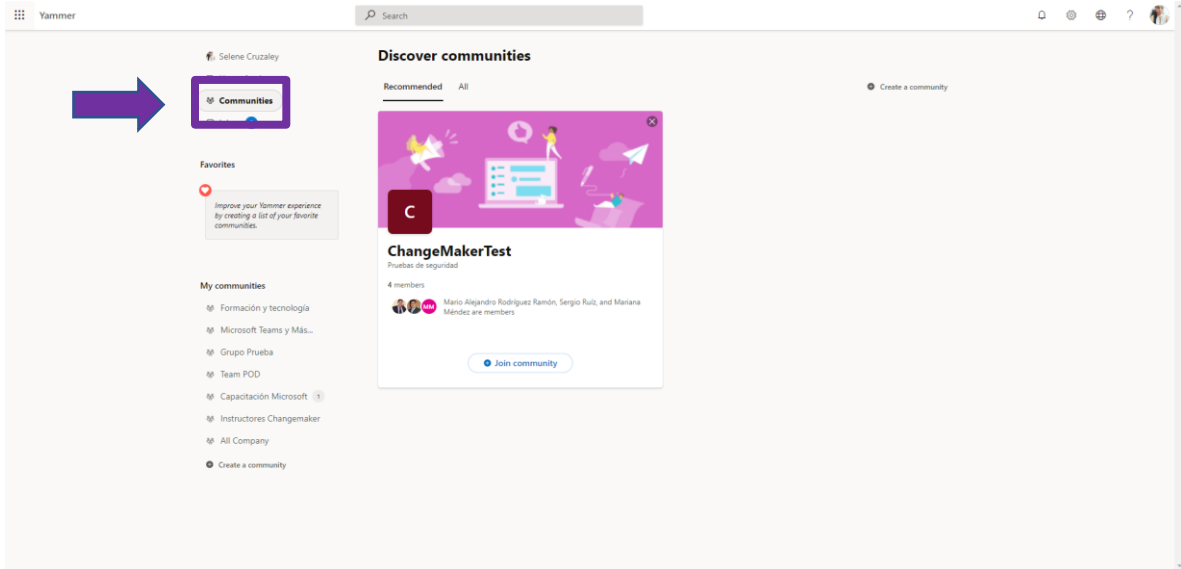 Yammer
Search
Selene Cruzaley
Communities
Favorites
Improve your Yammer experience
by creating a list of your favorite
communities.
My communities
Formación y tecnología
Microsoft Teams y Más...
Grupo Prueba
Team POD
Capacitación Microsoft 1
Instructores Changemaker
All Company
Create a community
Discover communities
Recommended All
Create a community
C
ChangeMakerTest
Pruebas de seguridad
4 members
MM
Mario Alejandro Rodríguez Ramón, Sergio Ruiz, and Mariana
Méndez are members
Join community